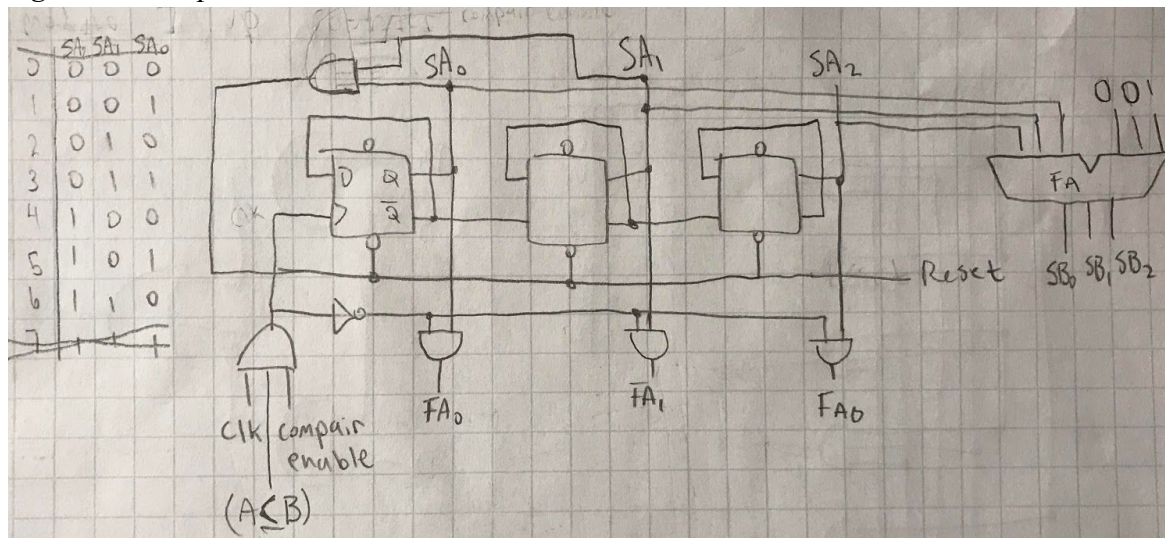 SA₂ SA₁ SA₀
0 0 0 0
1 0 0 1
2 0 1 0
3 0 1 1
4 1 0 0
5 1 0 1
6 1 1 0
7
compair enable
SA₀ SA₁ SA₂
0 0 1
D Q
Q̄
FA
SB₀ SB₁ SB₂
Reset
FA₀ FA₁ FA0
Clk compair
enable
(A≤B)